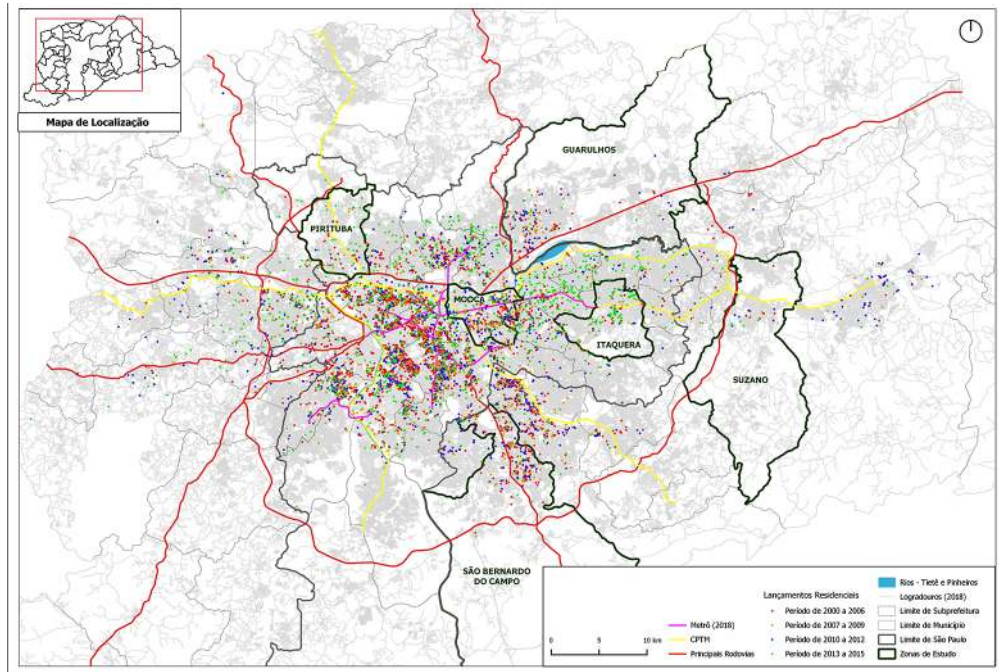 Mapa de Localização
GUARULHOS
PIRITUBA
MOOCA
ITAQUERA
SUZANO
SÃO BERNARDO
DO CAMPO
0 5 10 km
Metrô (2018)
CPTM
Principais Rodovias
Lançamentos Residenciais
Período de 2000 a 2006
Período de 2007 a 2009
Período de 2010 a 2012
Período de 2013 a 2015
Rios - Tietê e Pinheiros
Logradouros (2018)
Limite de Subprefeitura
Limite de Município
Limite de São Paulo
Zonas de Estudo